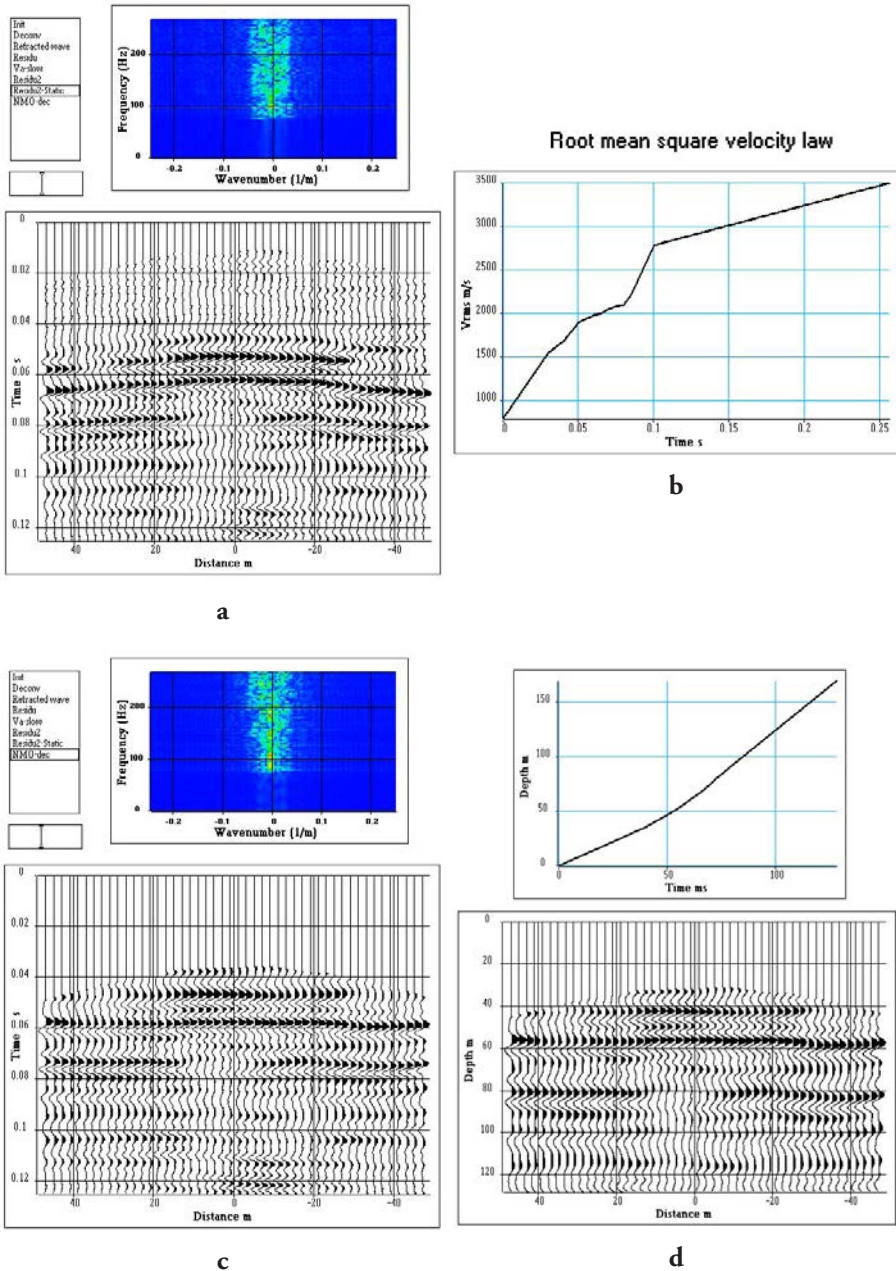 Init
Deconv
Refracted wave
Residu
Va-slow
Residu2
Residu2-Static
NMO-dec
Frequency (Hz)
200
100
0
-0.2 -0.1 0 0.1 0.2
Wavenumber (1/m)
Time s
0
0.02
0.04
0.06
0.08
0.1
0.12
40 20 0 -20 -40
Distance m
a
Root mean square velocity law
Vrms m/s
3500
3000
2500
2000
1500
1000
0 0.05 0.1 0.15 0.2 0.25
Time s
b
Init
Deconv
Refracted wave
Residu
Va-slow
Residu2
Residu2-Static
NMO-dec
Frequency (Hz)
200
100
0
-0.2 -0.1 0 0.1 0.2
Wavenumber (1/m)
Time s
0
0.02
0.04
0.06
0.08
0.1
0.12
40 20 0 -20 -40
Distance m
c
Depth m
150
100
50
0
0 50 100
Time ms
Depth m
0
20
40
60
80
100
120
40 20 0 -20 -40
Distance m
d